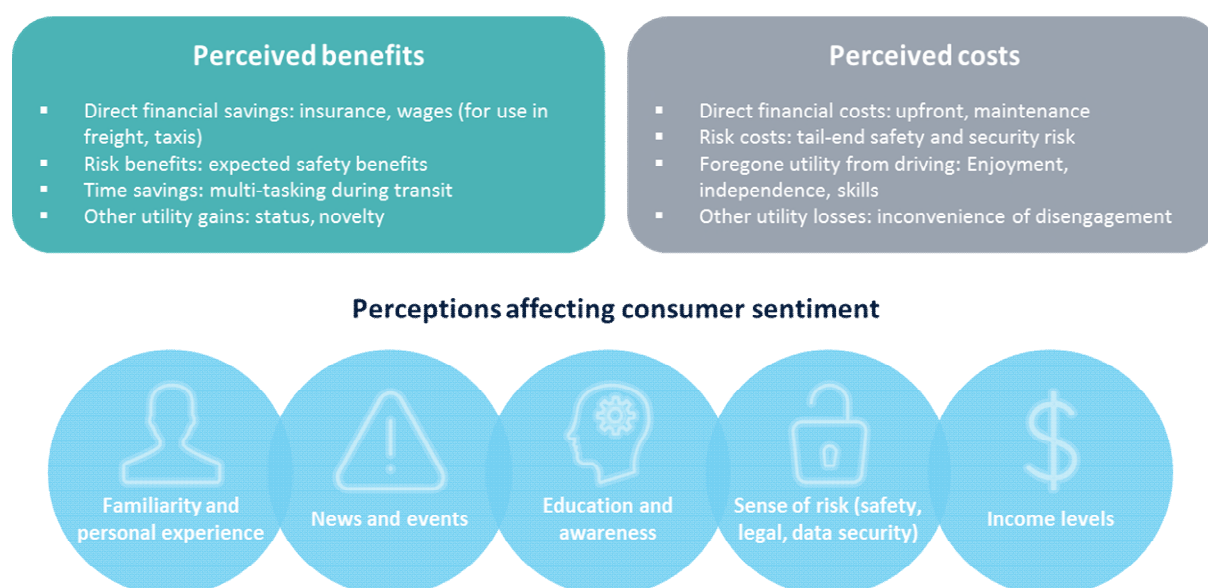 Perceived benefits
▪ Direct financial savings: insurance, wages (for use in
freight, taxis)
▪ Risk benefits: expected safety benefits
▪ Time savings: multi-tasking during transit
▪ Other utility gains: status, novelty
Perceived costs
▪ Direct financial costs: upfront, maintenance
▪ Risk costs: tail-end safety and security risk
▪ Foregone utility from driving: Enjoyment,
independence, skills
▪ Other utility losses: inconvenience of disengagement
Perceptions affecting consumer sentiment
Familiarity and
personal experience
News and events
Education and
awareness
Sense of risk (safety,
legal, data security)
Income levels